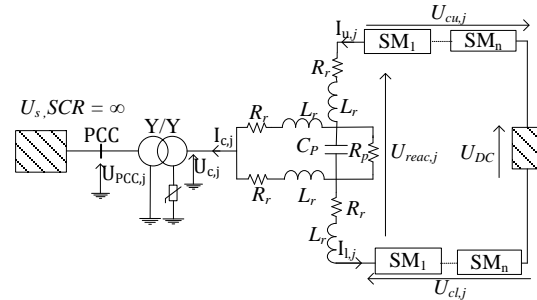 U_cu,j
I_u,j
SM_1 SM_n
R_r
U_s,SCR = ∞
L_r
PCC Y/Y
I_c,j
R_r L_r
C_P R_p
U_reac,j
U_DC
U_PCC,j
U_c,j
R_r L_r
R_r
L_r
I_l,j
SM_1 SM_n
U_cl,j